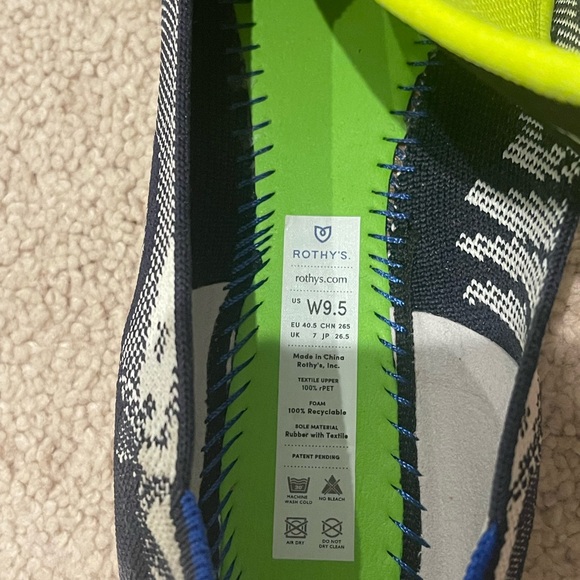 ROTHY'S.
rothys.com
US W9.5
EU 40.5 CHN 265
UK 7 JP 26.5
Made in China
Rothy's, Inc.
TEXTILE UPPER
100% rPET
FOAM
100% Recyclable
SOLE MATERIAL
Rubber with Textile
PATENT PENDING
MACHINE WASH COLD
NO BLEACH
AIR DRY
DO NOT DRY CLEAN